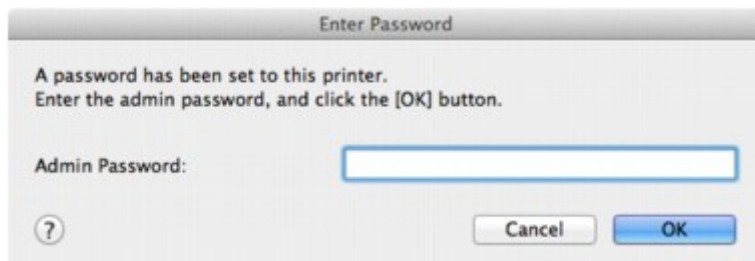 Enter Password
A password has been set to this printer.
Enter the admin password, and click the [OK] button.
Admin Password:
?
Cancel
OK